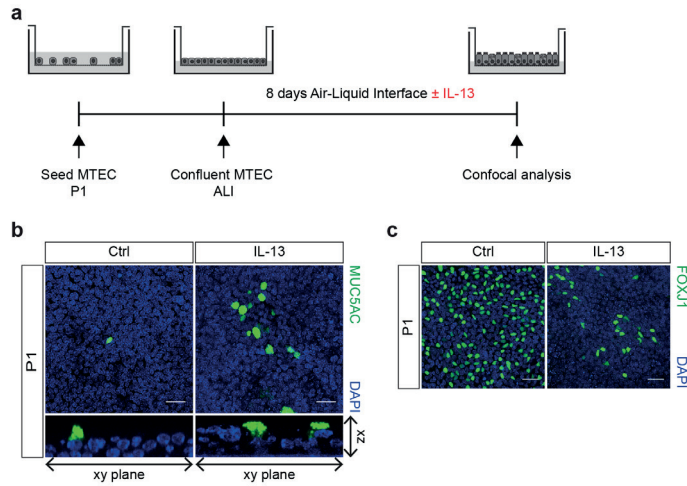 a
8 days Air-Liquid Interface ± IL-13
Seed MTEC
P1
Confluent MTEC
ALI
Confocal analysis
b
Ctrl
IL-13
P1
MUC5AC
DAPI
xz
xy plane
xy plane
c
Ctrl
IL-13
P1
FOXJ1
DAPI